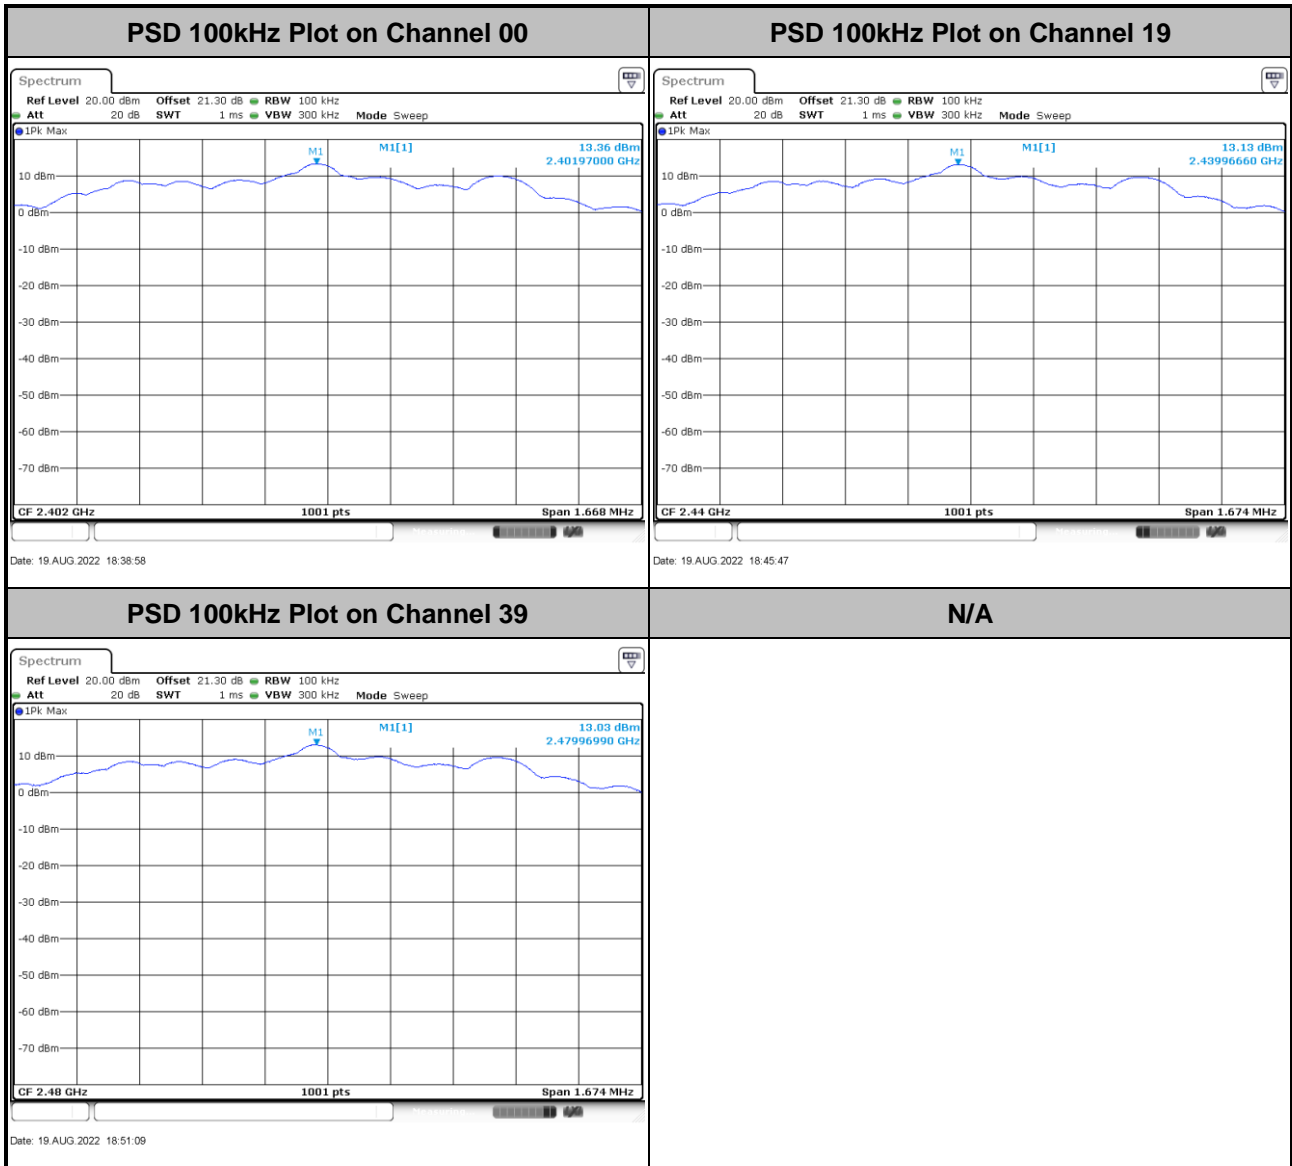 PSD 100kHz Plot on Channel 00
Spectrum
Ref Level 20.00 dBm Offset 21.30 dB RBW 100 kHz
Att 20 dB SWT 1 ms VBW 300 kHz Mode Sweep
1Pk Max
M1[1] 13.36 dBm
2.40197000 GHz
M1
10 dBm
0 dBm
-10 dBm
-20 dBm
-30 dBm
-40 dBm
-50 dBm
-60 dBm
-70 dBm
CF 2.402 GHz 1001 pts Span 1.668 MHz
Date: 19.AUG.2022 18:38:58
PSD 100kHz Plot on Channel 19
Spectrum
Ref Level 20.00 dBm Offset 21.30 dB RBW 100 kHz
Att 20 dB SWT 1 ms VBW 300 kHz Mode Sweep
1Pk Max
M1[1] 13.13 dBm
2.43996660 GHz
M1
10 dBm
0 dBm
-10 dBm
-20 dBm
-30 dBm
-40 dBm
-50 dBm
-60 dBm
-70 dBm
CF 2.44 GHz 1001 pts Span 1.674 MHz
Date: 19.AUG.2022 18:45:47
PSD 100kHz Plot on Channel 39
Spectrum
Ref Level 20.00 dBm Offset 21.30 dB RBW 100 kHz
Att 20 dB SWT 1 ms VBW 300 kHz Mode Sweep
1Pk Max
M1[1] 13.03 dBm
2.47996990 GHz
M1
10 dBm
0 dBm
-10 dBm
-20 dBm
-30 dBm
-40 dBm
-50 dBm
-60 dBm
-70 dBm
CF 2.48 GHz 1001 pts Span 1.674 MHz
Date: 19.AUG.2022 18:51:09
N/A